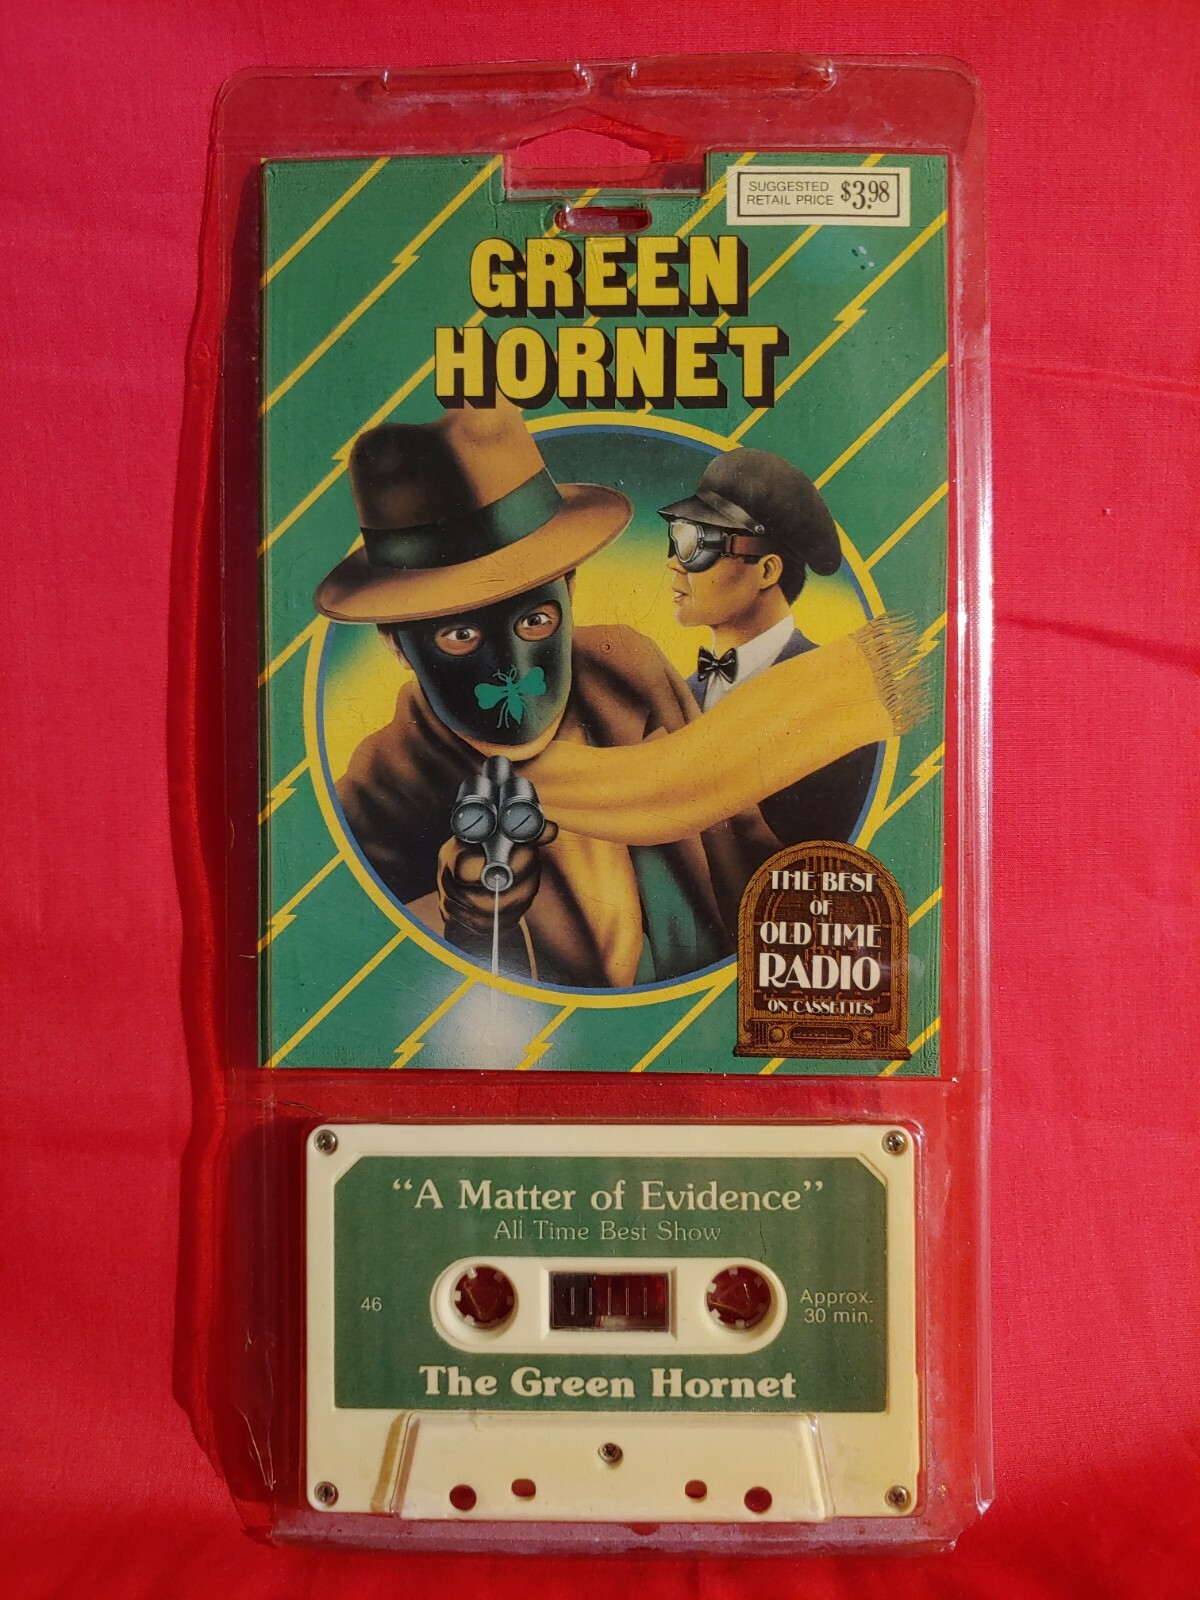 SUGGESTED
RETAIL PRICE $3.98
GREEN
HORNET
THE BEST
OF
OLD TIME
RADIO
ON CASSETTES
“A Matter of Evidence”
All Time Best Show
46
Approx.
30 min.
The Green Hornet